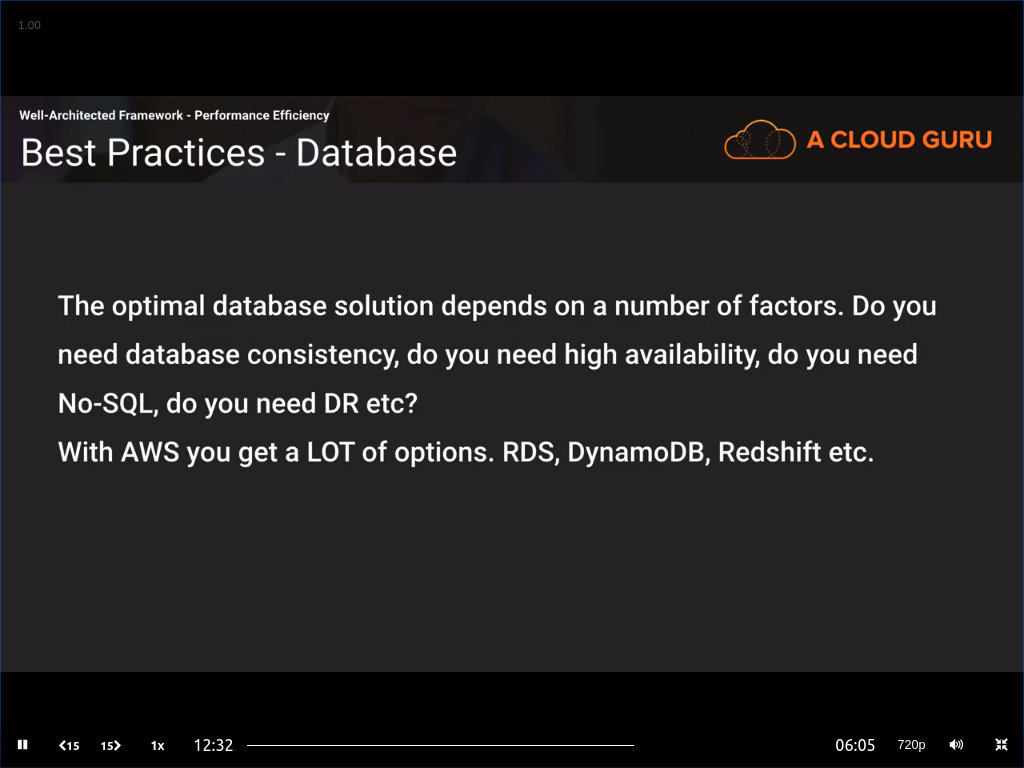 1.00
Well-Architected Framework - Performance Efficiency
Best Practices - Database
A CLOUD GURU
The optimal database solution depends on a number of factors. Do you
need database consistency, do you need high availability, do you need
No-SQL, do you need DR etc?
With AWS you get a LOT of options. RDS, DynamoDB, Redshift etc.
15 15 1x 12:32 06:05 720p